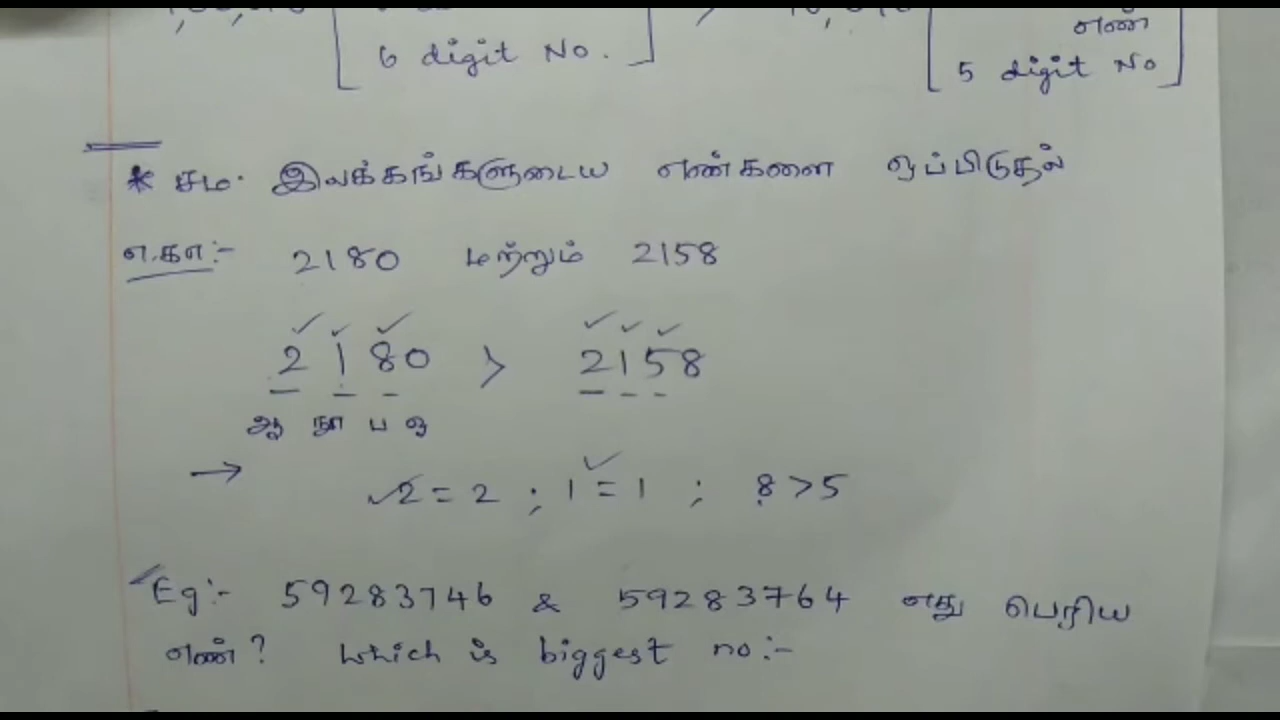 எண்
6 digit No. >
5 digit No
* சம இலக்கங்களுடைய எண்களை ஒப்பிடுதல்
எ.கா:- 2180 மற்றும் 2158
2180 > 2158
ஆ நூ ப ஒ
→ 2 = 2 ; 1 = 1 ; 8 > 5
Eg:- 59283746 & 59283764 எது பெரிய
எண்? Which is biggest no:-